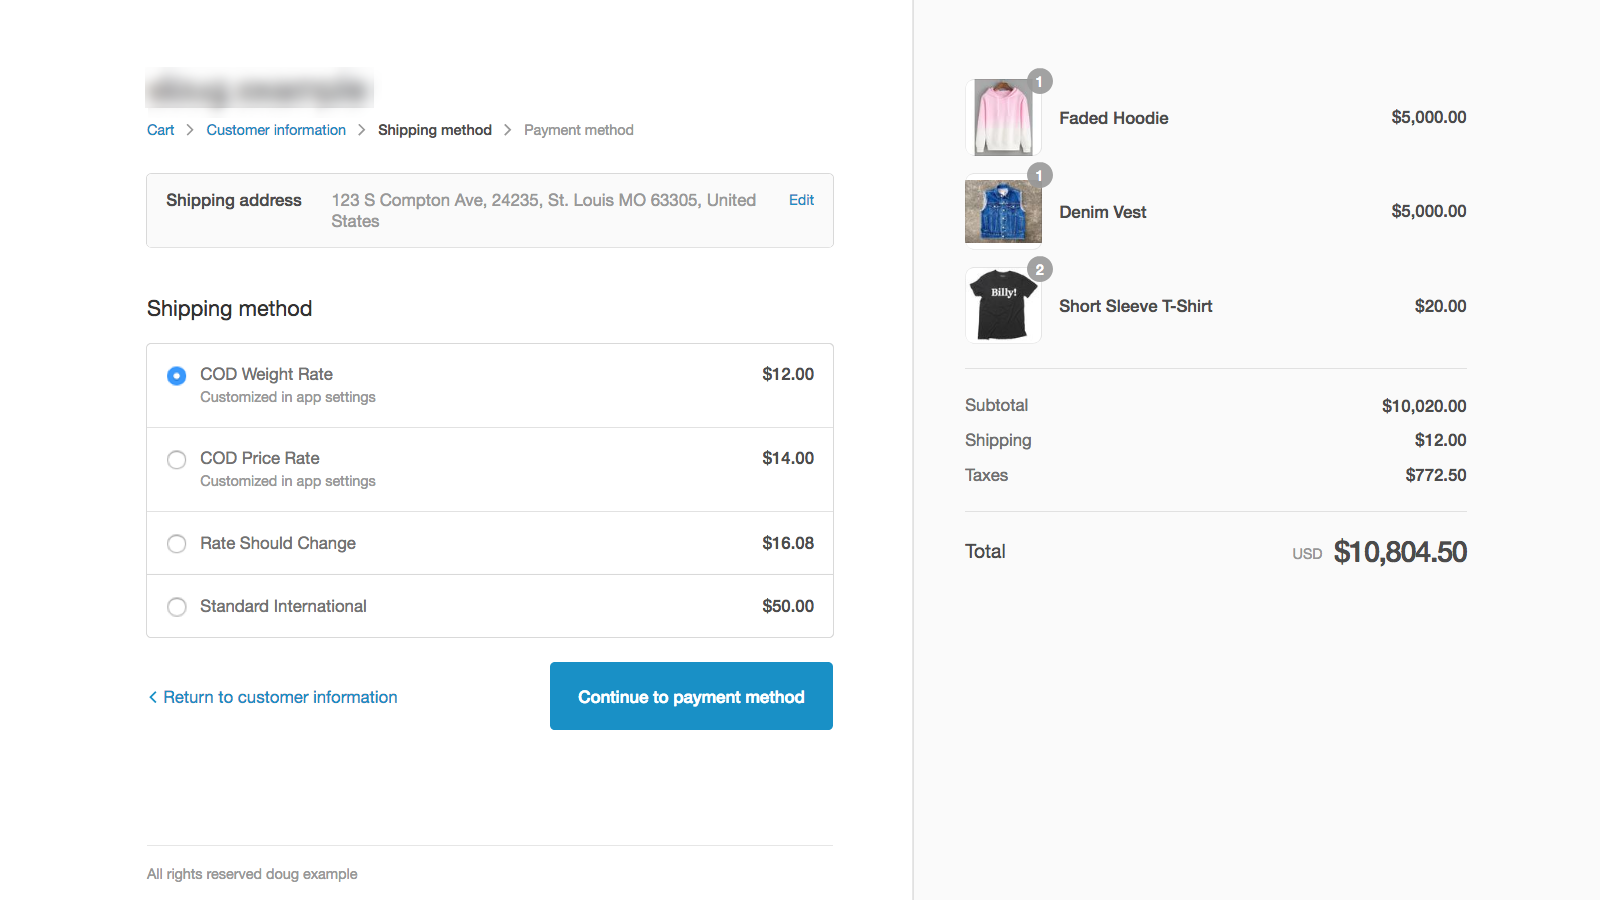 Cart > Customer information > Shipping method > Payment method
Shipping address
123 S Compton Ave, 24235, St. Louis MO 63305, United
States
Edit
Shipping method
COD Weight Rate $12.00
Customized in app settings
COD Price Rate $14.00
Customized in app settings
Rate Should Change $16.08
Standard International $50.00
< Return to customer information
Continue to payment method
All rights reserved doug example
1
Faded Hoodie $5,000.00
1
Denim Vest $5,000.00
2
Billy!
Short Sleeve T-Shirt $20.00
Subtotal $10,020.00
Shipping $12.00
Taxes $772.50
Total USD $10,804.50